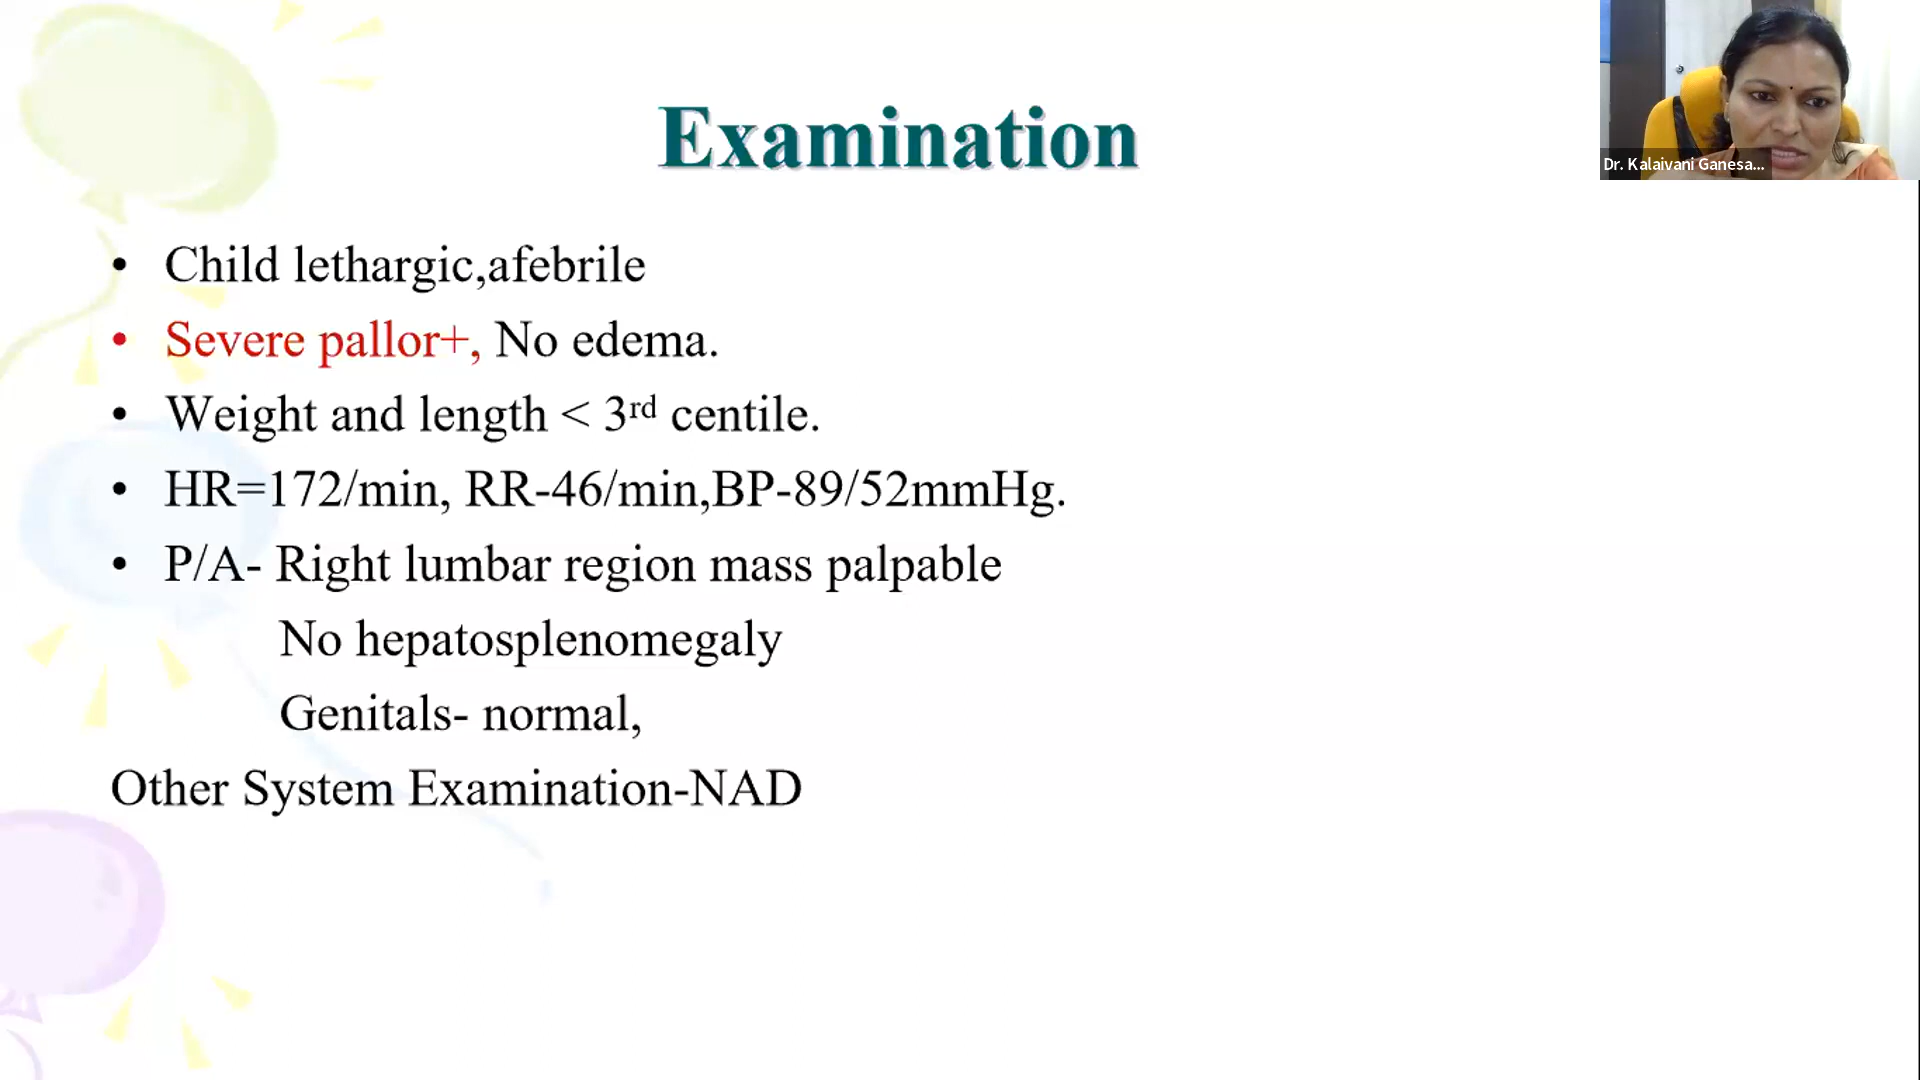 Examination
Dr. Kalaivani Ganesa...
• Child lethargic,afebrile
• Severe pallor+, No edema.
• Weight and length < 3rd centile.
• HR=172/min, RR-46/min,BP-89/52mmHg.
• P/A- Right lumbar region mass palpable
No hepatosplenomegaly
Genitals- normal,
Other System Examination-NAD